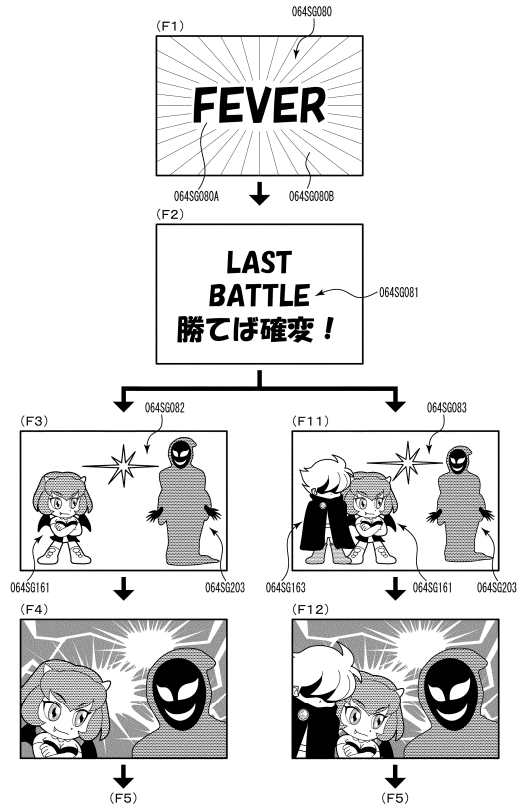 (F1)
064SG080
FEVER
064SG080A
064SG080B
(F2)
LAST
BATTLE
勝てば確変！
064SG081
(F3)
064SG082
(F11)
064SG083
064SG161
064SG203
064SG163
064SG161
064SG203
(F4)
(F12)
(F5)
(F5)